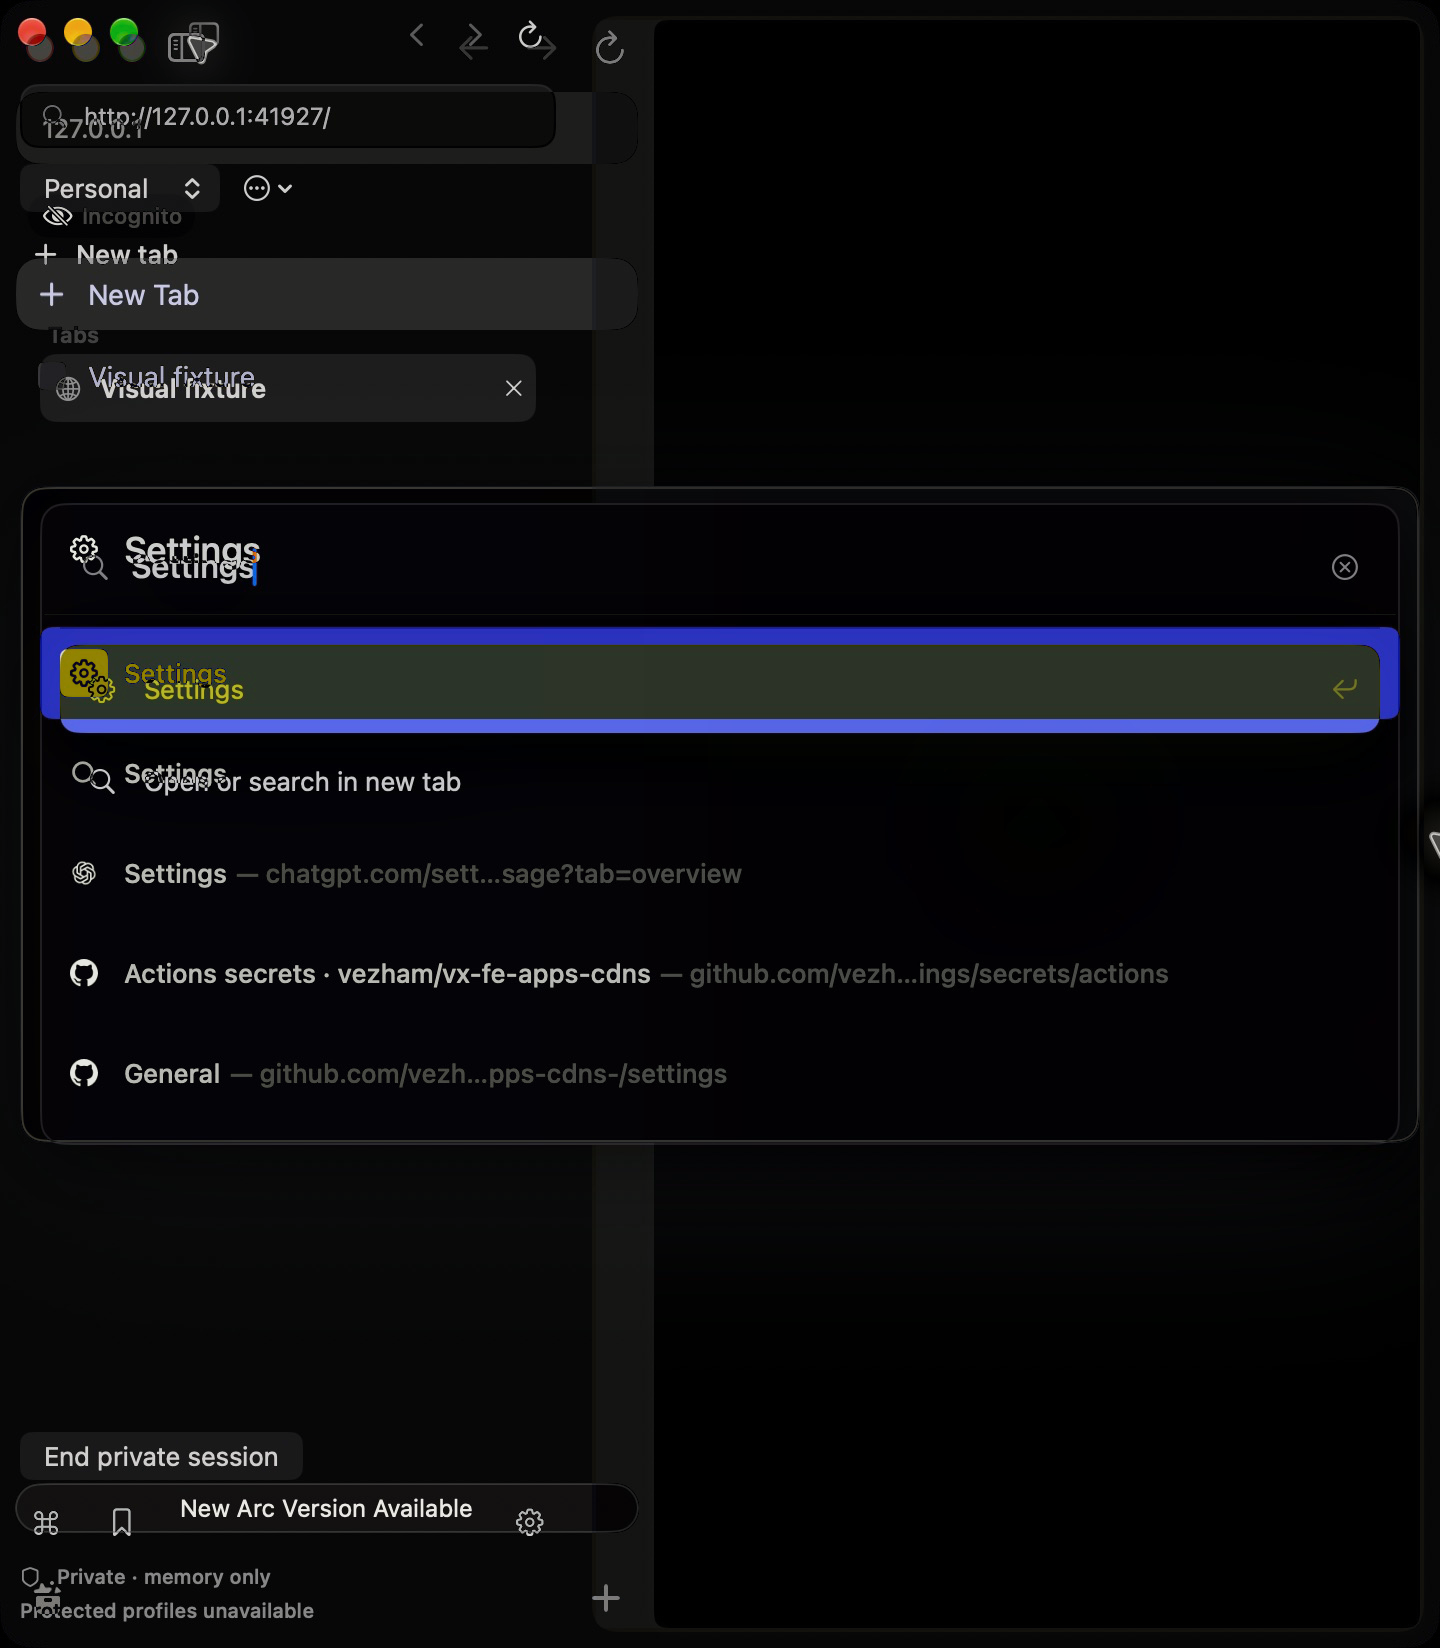 http://127.0.0.1:41927/
127.0.0.1
Personal
Incognito
New tab
New Tab
Tabs
Visual fixture
Visual fixture
Settings
Settings
Settings
Settings
Settings
Open or search in new tab
Settings — chatgpt.com/sett...sage?tab=overview
Actions secrets · vezham/vx-fe-apps-cdns — github.com/vezh...ings/secrets/actions
General — github.com/vezh...pps-cdns-/settings
End private session
New Arc Version Available
Private · memory only
Protected profiles unavailable